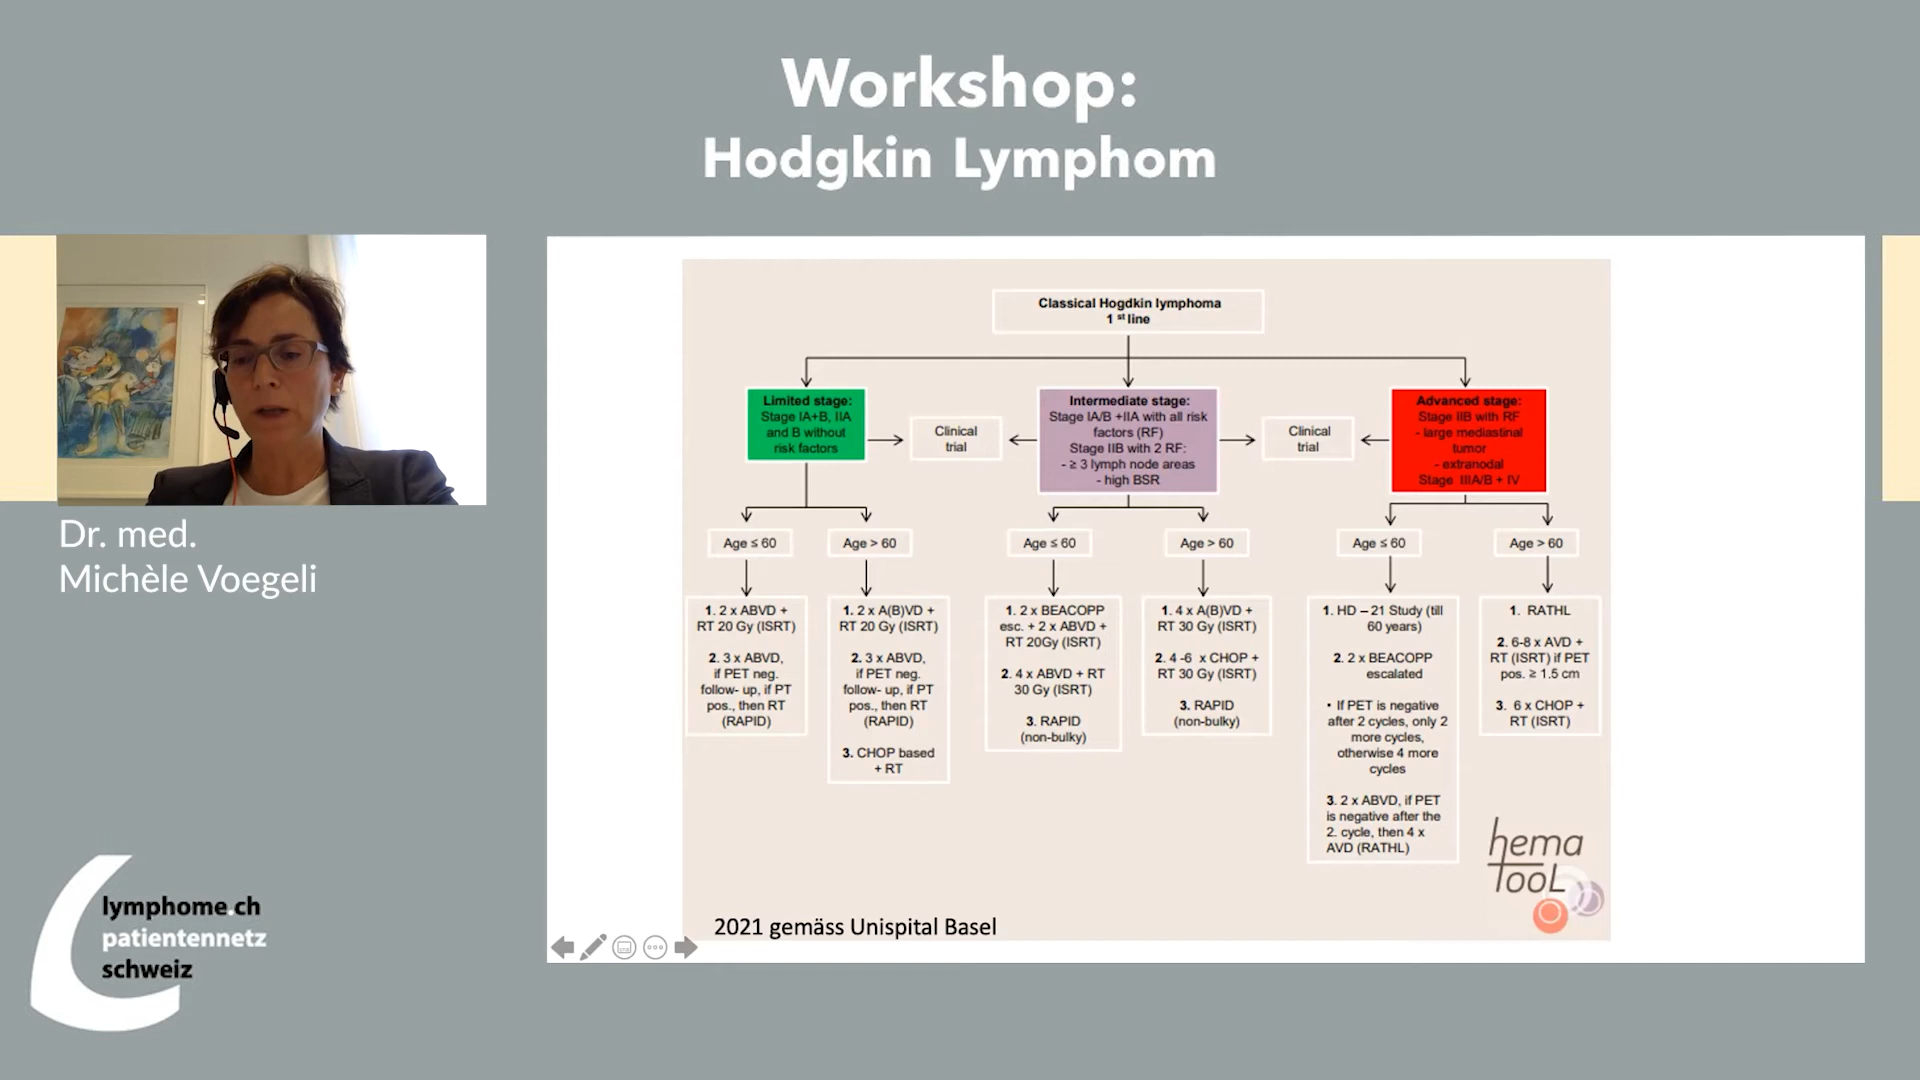 Workshop:
Hodgkin Lymphom
Dr. med.
Michèle Voegeli
lymphome.ch
patientennetz
schweiz
Classical Hogdkin lymphoma
1 st line
Limited stage:
Stage IA+B, IIA
and B without
risk factors
Clinical
trial
Intermediate stage:
Stage IA/B +IIA with all risk
factors (RF)
Stage IIB with 2 RF:
- ≥ 3 lymph node areas
- high BSR
Clinical
trial
Advanced stage:
Stage IIB with RF
- large mediastinal
tumor
- extranodal
Stage IIIA/B + IV
Age ≤ 60
Age > 60
Age ≤ 60
Age > 60
Age ≤ 60
Age > 60
1. 2 x ABVD +
RT 20 Gy (ISRT)
2. 3 x ABVD,
if PET neg.
follow- up, if PT
pos., then RT
(RAPID)
1. 2 x A(B)VD +
RT 20 Gy (ISRT)
2. 3 x ABVD,
if PET neg.
follow- up, if PT
pos., then RT
(RAPID)
3. CHOP based
+ RT
1. 2 x BEACOPP
esc. + 2 x ABVD +
RT 20Gy (ISRT)
2. 4 x ABVD + RT
30 Gy (ISRT)
3. RAPID
(non-bulky)
1. 4 x A(B)VD +
RT 30 Gy (ISRT)
2. 4 -6 x CHOP +
RT 30 Gy (ISRT)
3. RAPID
(non-bulky)
1. HD – 21 Study (till
60 years)
2. 2 x BEACOPP
escalated
• If PET is negative
after 2 cycles, only 2
more cycles,
otherwise 4 more
cycles
3. 2 x ABVD, if PET
is negative after the
2. cycle, then 4 x
AVD (RATHL)
1. RATHL
2. 6-8 x AVD +
RT (ISRT) if PET
pos. ≥ 1.5 cm
3. 6 x CHOP +
RT (ISRT)
hema
TOOL
2021 gemäss Unispital Basel